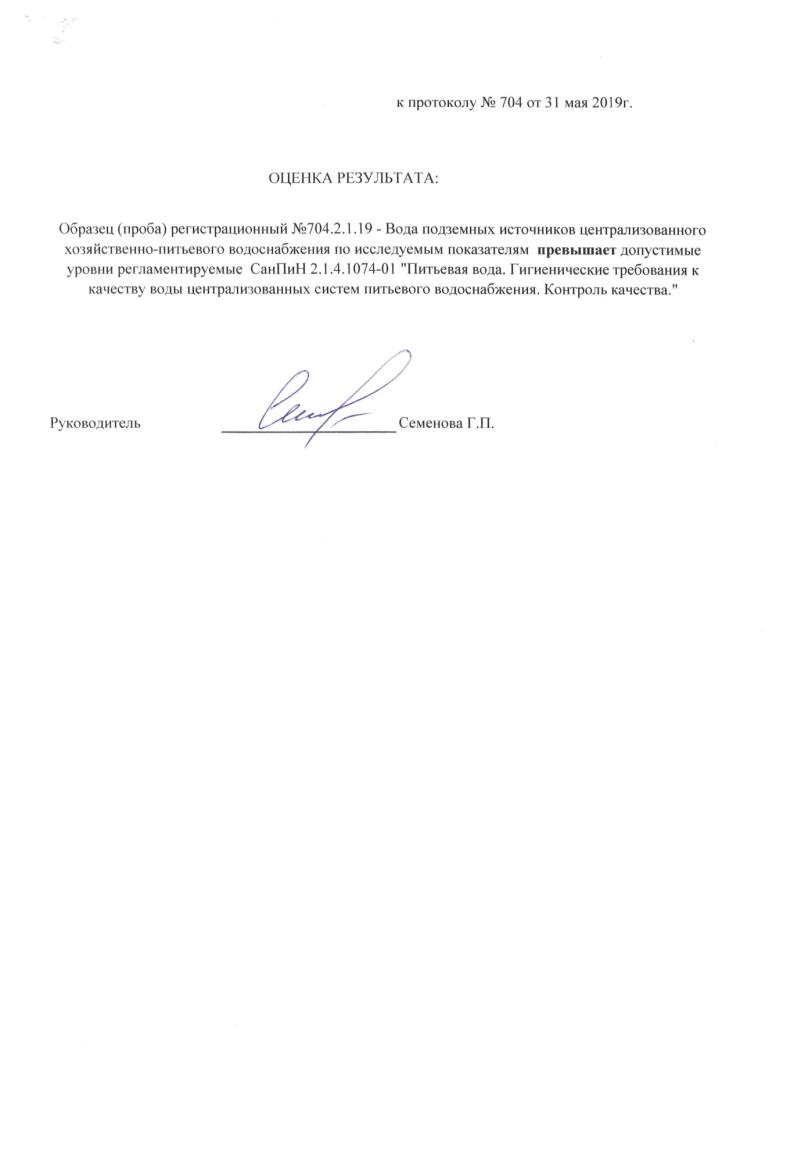 к протоколу № 704 от 31 мая 2019г.
ОЦЕНКА РЕЗУЛЬТАТА:
Образец (проба) регистрационный №704.2.1.19 - Вода подземных источников централизованного
хозяйственно-питьевого водоснабжения по исследуемым показателям превышает допустимые
уровни регламентируемые СанПиН 2.1.4.1074-01 "Питьевая вода. Гигиенические требования к
качеству воды централизованных систем питьевого водоснабжения. Контроль качества."
Руководитель Семенова Г.П.